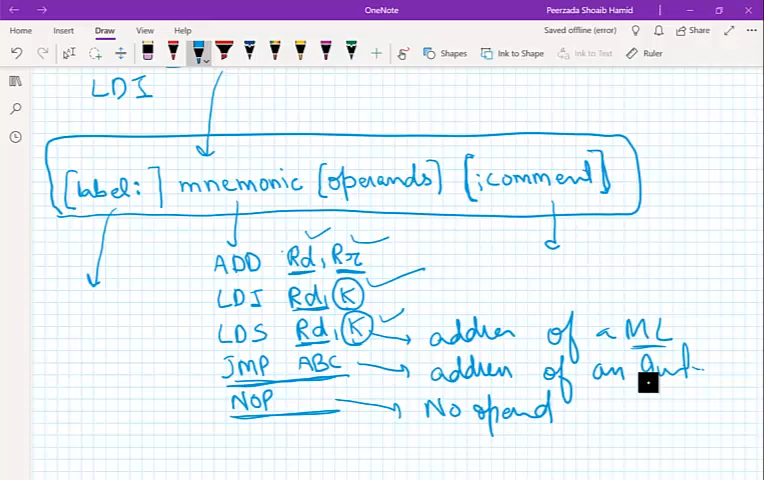 OneNote
Peerzada Shoaib Hamid
Home Insert Draw View Help
Saved offline (error)
Share
Shapes
Ink to Shape
Ink to Text
Ruler
LDI
[label:] mnemonic [operands] [;comment]
ADD Rd, Rr
LDI Rd, K
LDS Rd, K → addres of a ML
JMP ABC → addres of an
NOP → No operand